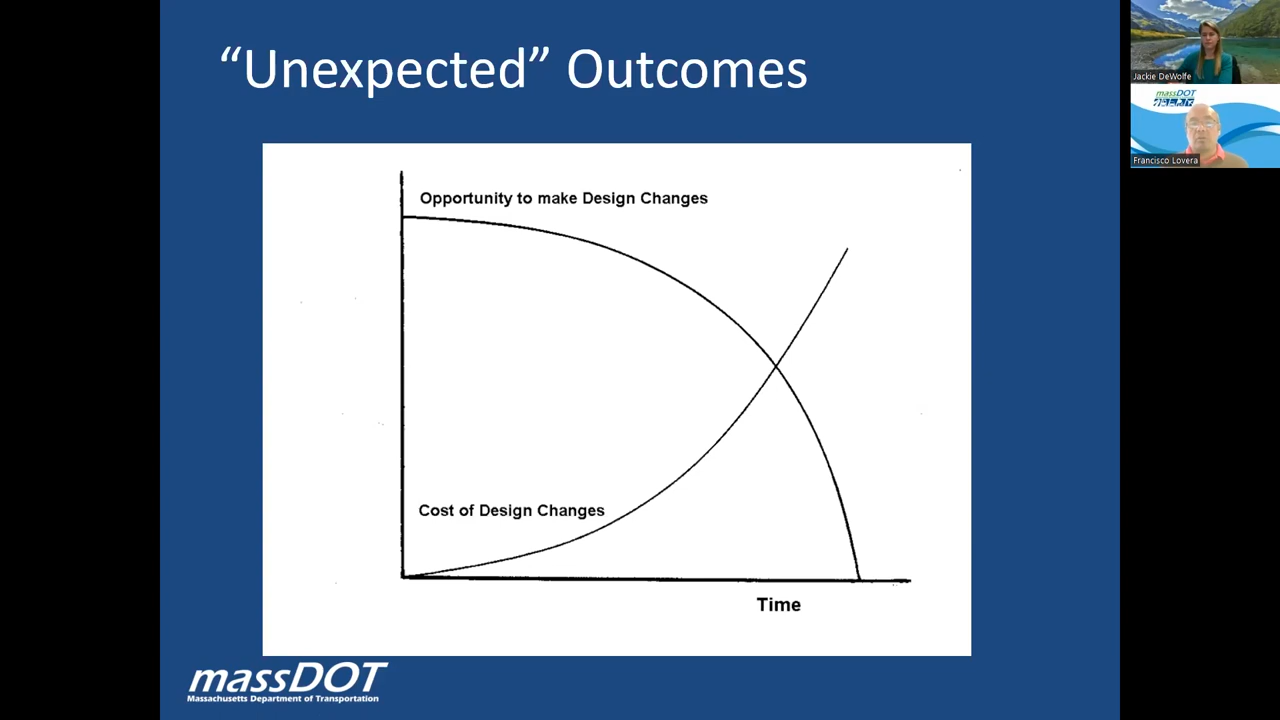 “Unexpected” Outcomes
Opportunity to make Design Changes
Cost of Design Changes
Time
massDOT
Massachusetts Department of Transportation
Jackie DeWolfe
massDOT
Francisco Lovera